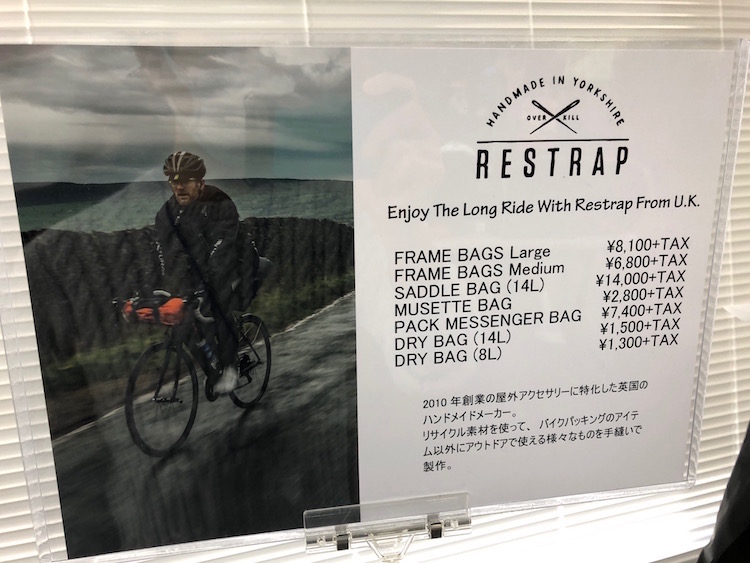 HANDMADE IN YORKSHIRE
OVER KILL
RESTRAP
Enjoy The Long Ride With Restrap From U.K.
FRAME BAGS Large ¥8,100+TAX
FRAME BAGS Medium ¥6,800+TAX
SADDLE BAG (14L) ¥14,000+TAX
MUSETTE BAG ¥2,800+TAX
PACK MESSENGER BAG ¥7,400+TAX
DRY BAG (14L) ¥1,500+TAX
DRY BAG (8L) ¥1,300+TAX
2010 年創業の屋外アクセサリーに特化した英国の
ハンドメイドメーカー。
リサイクル素材を使って、バイクパッキングのアイテ
ム以外にアウトドアで使える様々なものを手縫いで
製作。